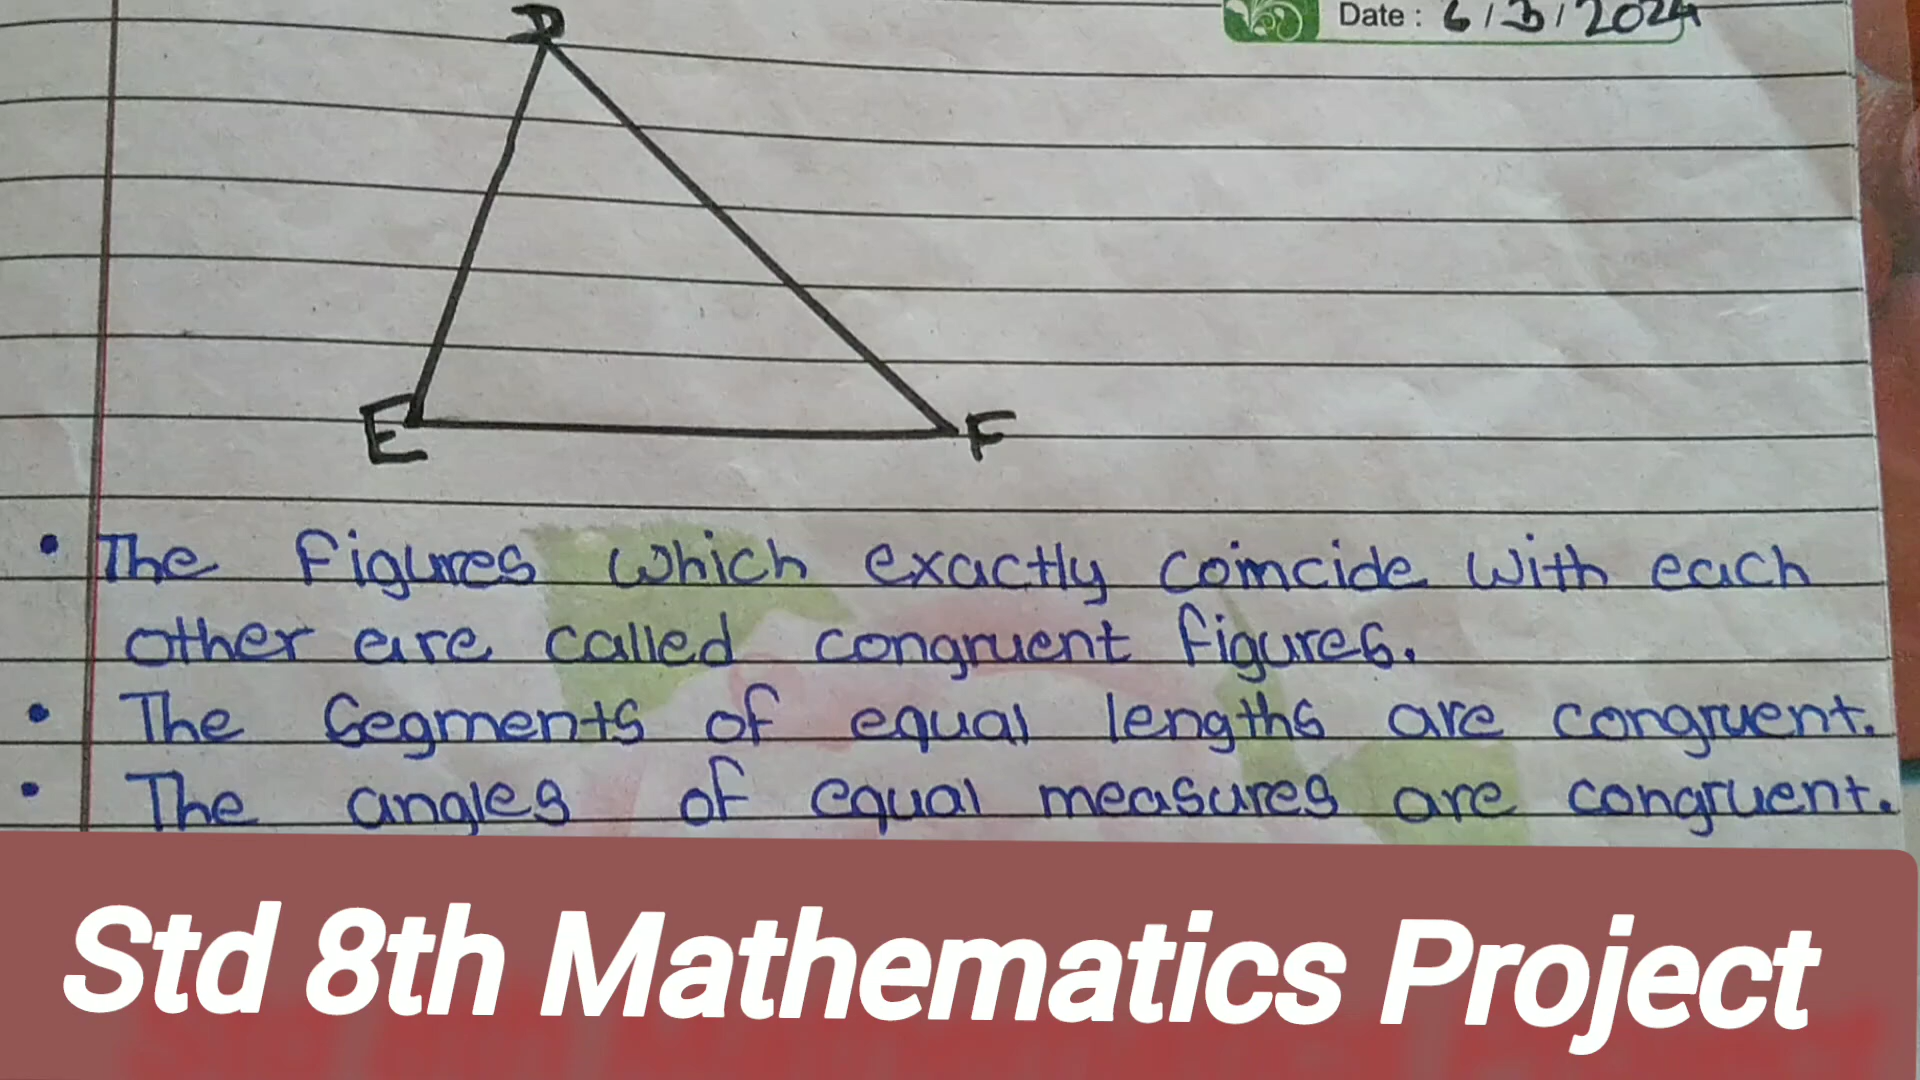 Date : 6/3/2024
D
E
F
• The figures which exactly coincide with each
other are called congruent figures.
• The segments of equal lengths are congruent.
• The angles of equal measures are congruent.
Std 8th Mathematics Project